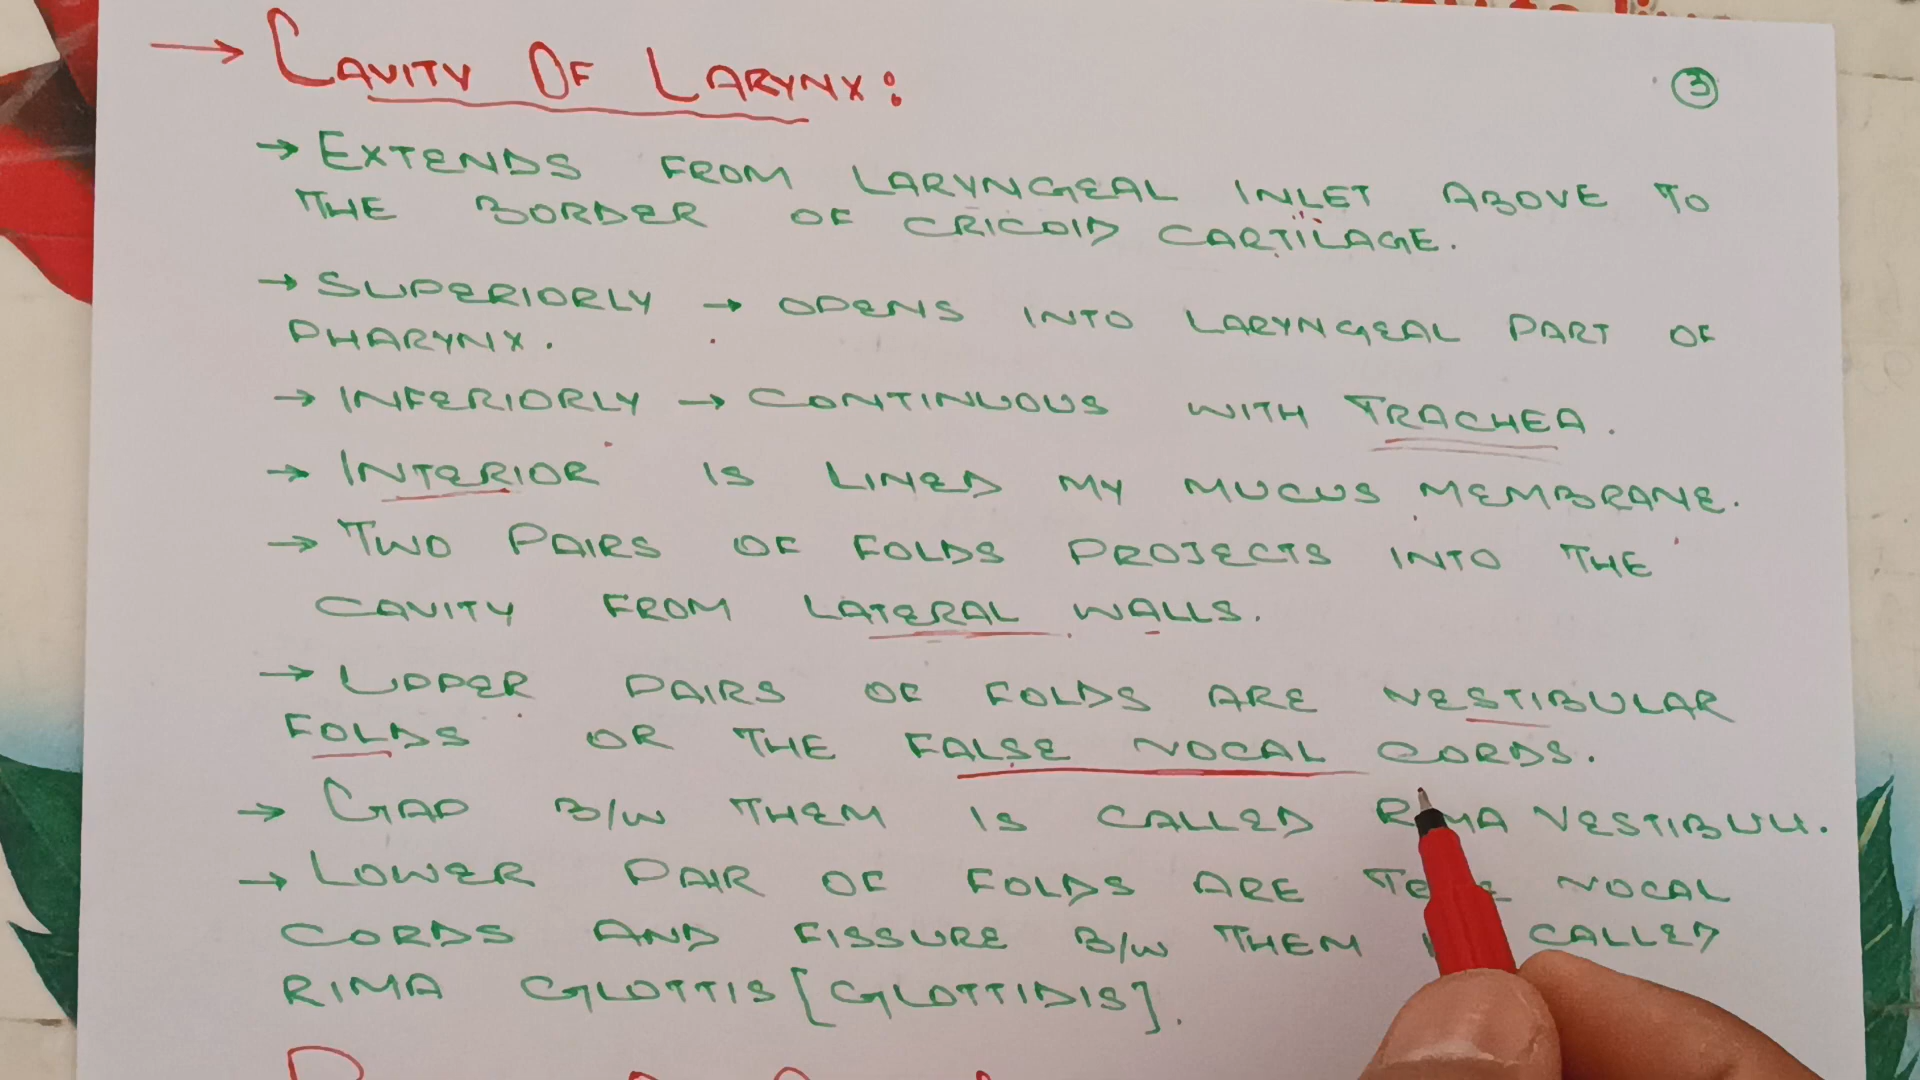 → CAVITY OF LARYNX:
3
→ EXTENDS FROM LARYNGEAL INLET ABOVE TO
THE BORDER OF CRICOID CARTILAGE.
→ SUPERIORLY → OPENS INTO LARYNGEAL PART OF
PHARYNX.
→ INFERIORLY → CONTINUOUS WITH TRACHEA.
→ INTERIOR IS LINED MY MUCUS MEMBRANE.
→ TWO PAIRS OF FOLDS PROJECTS INTO THE
CAVITY FROM LATERAL WALLS.
→ UPPER PAIRS OF FOLDS ARE VESTIBULAR
FOLDS OR THE FALSE VOCAL CORDS.
→ GAP B/W THEM IS CALLED RIMA VESTIBULI.
→ LOWER PAIR OF FOLDS ARE VOCAL
CORDS AND FISSURE B/W THEM CALLED
RIMA GLOTTIS [GLOTTIDIS].